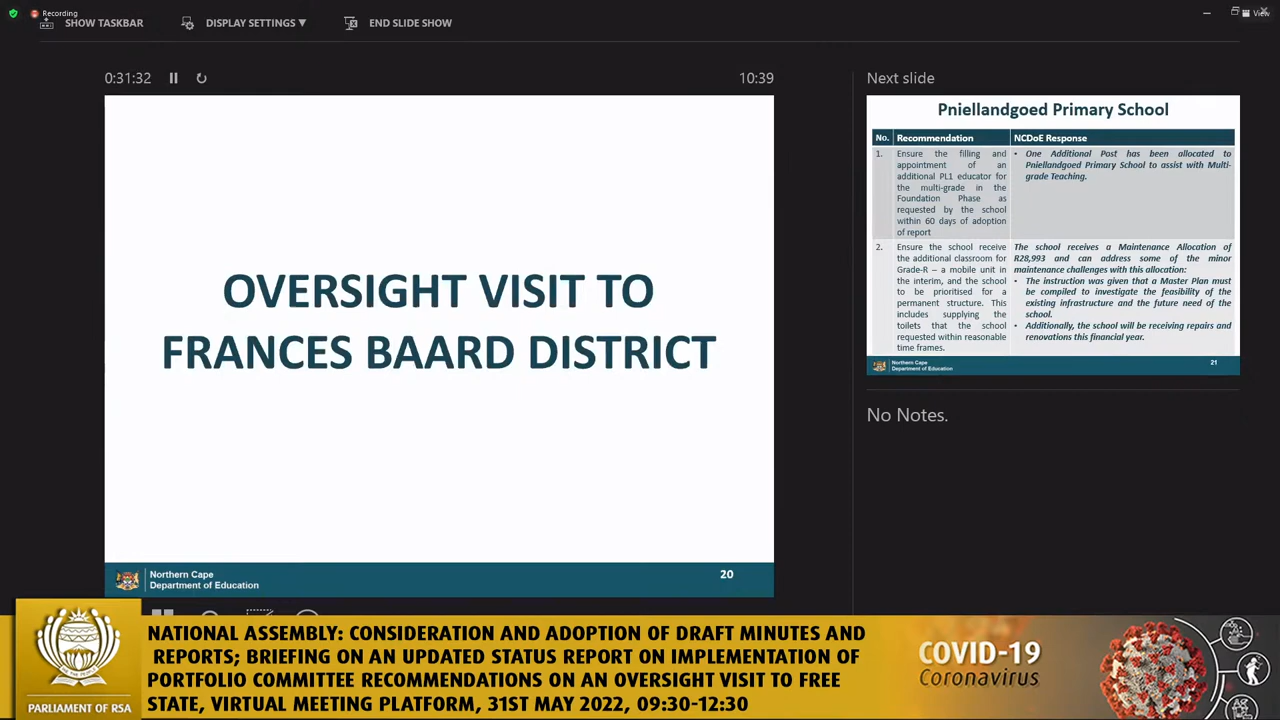 Recording
View
SHOW TASKBAR
DISPLAY SETTINGS ▼
END SLIDE SHOW
0:31:32
10:39
OVERSIGHT VISIT TO
FRANCES BAARD DISTRICT
Northern Cape
Department of Education
20
Next slide
Pniellandgoed Primary School
No. Recommendation NCDoE Response
1. Ensure the filling and
appointment of an
additional PL1 educator for
the multi-grade in the
Foundation Phase as
requested by the school
within 60 days of adoption
of report
• One Additional Post has been allocated to
Pniellandgoed Primary School to assist with Multi-
grade Teaching.
2. Ensure the school receive
the additional classroom for
Grade-R – a mobile unit in
the interim, and the school
to be prioritised for a
permanent structure. This
includes supplying the
toilets that the school
requested within reasonable
time frames.
The school receives a Maintenance Allocation of
R28,993 and can address some of the minor
maintenance challenges with this allocation:
• The instruction was given that a Master Plan must
be compiled to investigate the feasibility of the
existing infrastructure and the future need of the
school.
• Additionally, the school will be receiving repairs and
renovations this financial year.
Northern Cape
Department of Education
21
No Notes.
PARLIAMENT OF RSA
NATIONAL ASSEMBLY: CONSIDERATION AND ADOPTION OF DRAFT MINUTES AND
REPORTS; BRIEFING ON AN UPDATED STATUS REPORT ON IMPLEMENTATION OF
PORTFOLIO COMMITTEE RECOMMENDATIONS ON AN OVERSIGHT VISIT TO FREE
STATE, VIRTUAL MEETING PLATFORM, 31ST MAY 2022, 09:30-12:30
COVID-19
Coronavirus